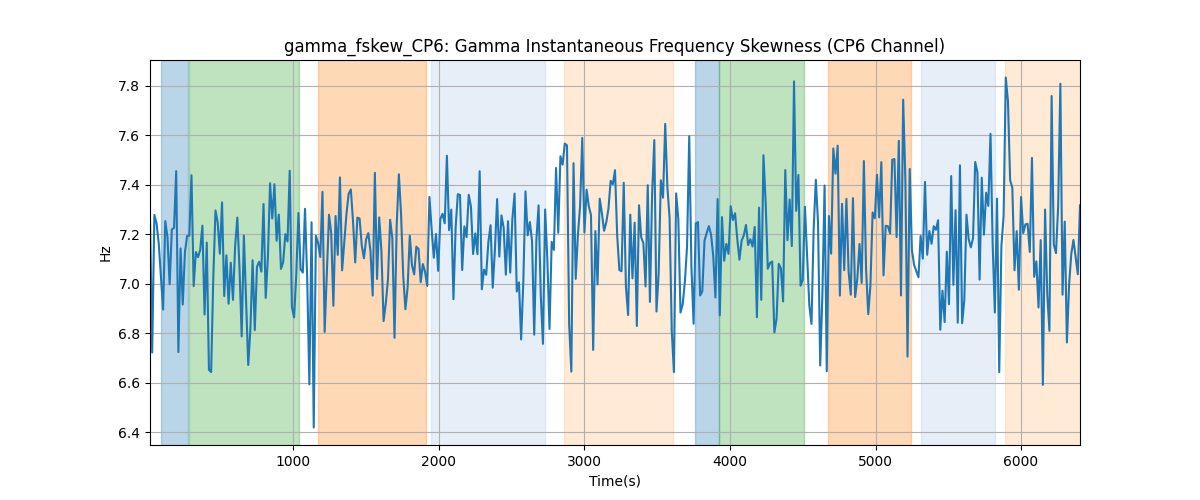 gamma_fskew_CP6: Gamma Instantaneous Frequency Skewness (CP6 Channel)
7.8
7.6
7.4
7.2
7.0
6.8
6.6
6.4
Hz
1000 2000 3000 4000 5000 6000
Time(s)